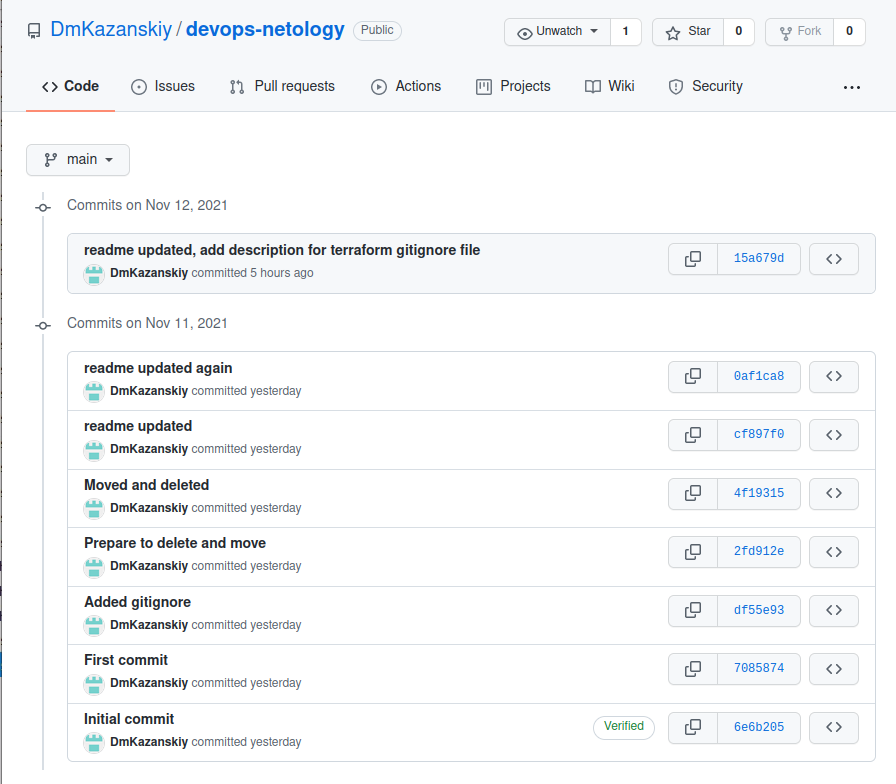 DmKazanskiy / devops-netology Public
Unwatch 1 Star 0 Fork 0
Code Issues Pull requests Actions Projects Wiki Security ...
main
Commits on Nov 12, 2021
readme updated, add description for terraform gitignore file
DmKazanskiy committed 5 hours ago
15a679d
Commits on Nov 11, 2021
readme updated again
DmKazanskiy committed yesterday
0af1ca8
readme updated
DmKazanskiy committed yesterday
cf897f0
Moved and deleted
DmKazanskiy committed yesterday
4f19315
Prepare to delete and move
DmKazanskiy committed yesterday
2fd912e
Added gitignore
DmKazanskiy committed yesterday
df55e93
First commit
DmKazanskiy committed yesterday
7085874
Initial commit
DmKazanskiy committed yesterday
Verified
6e6b205